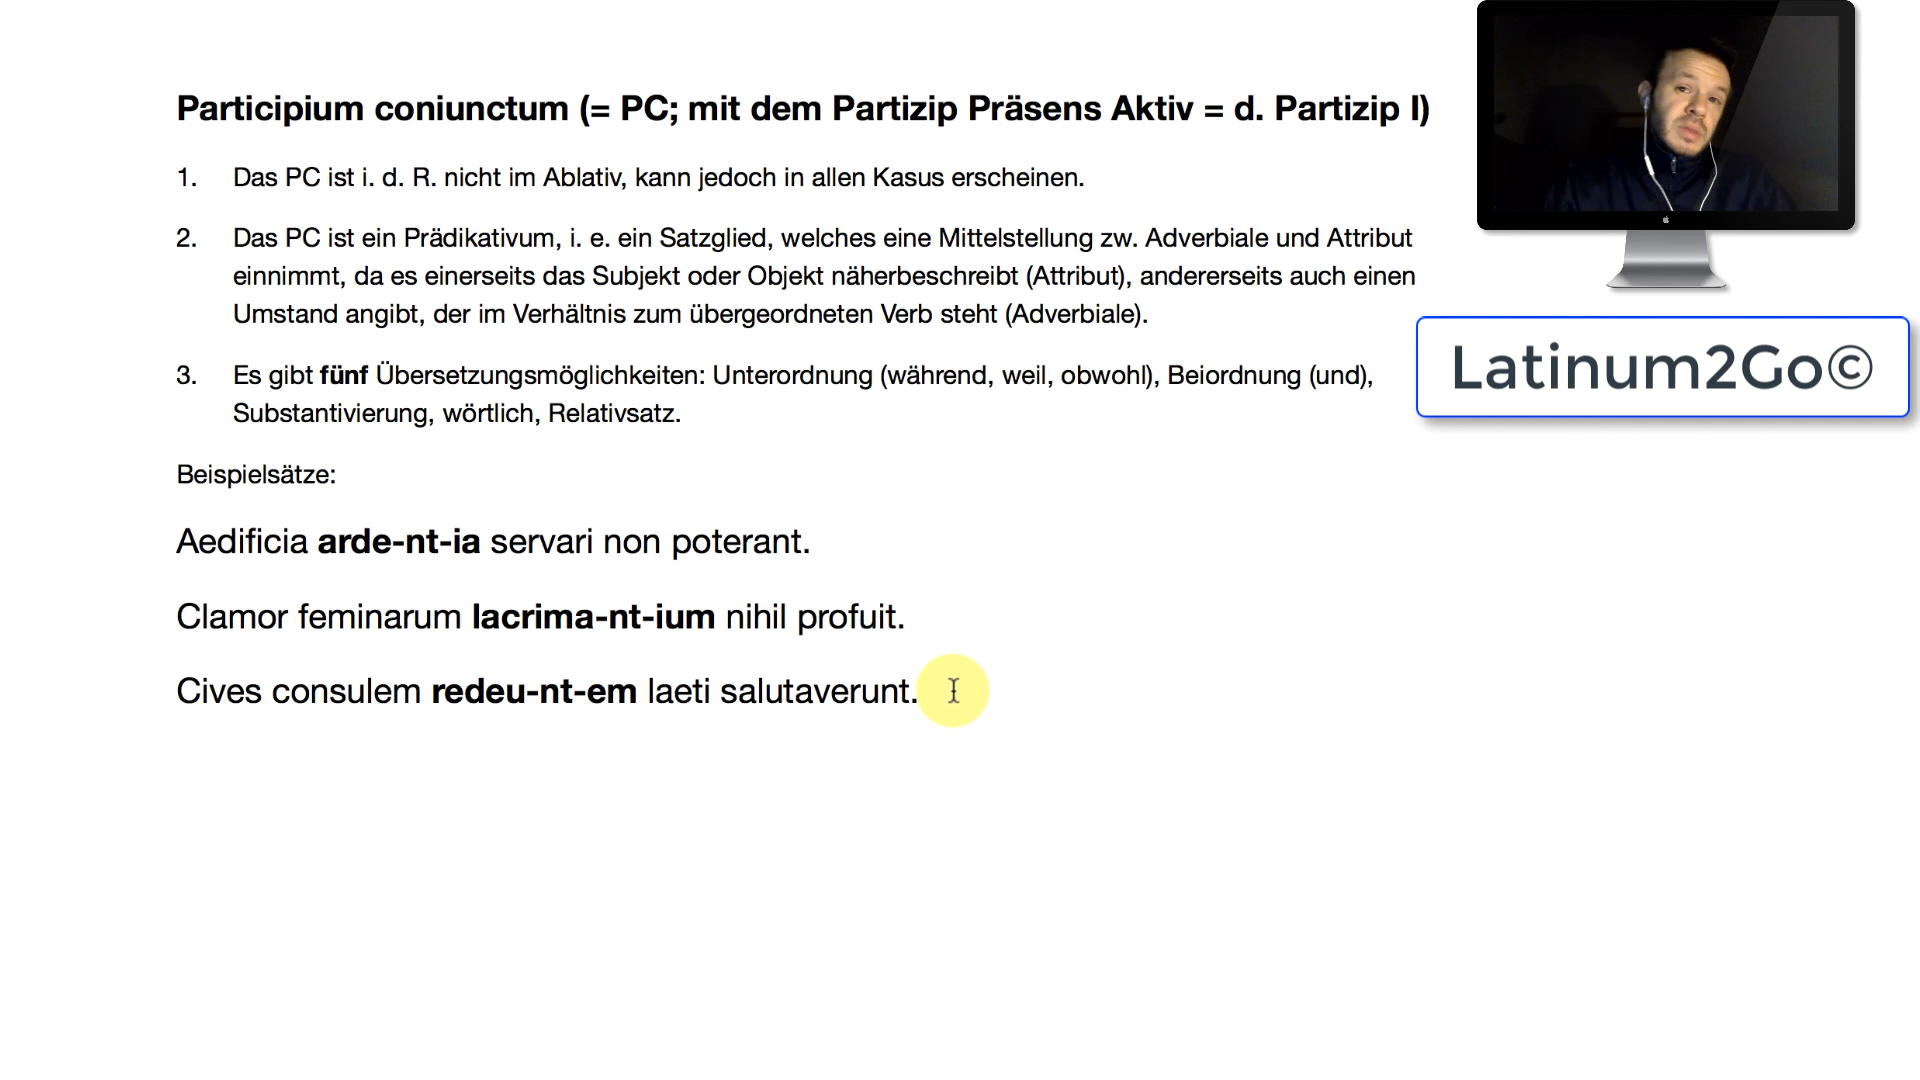 Participium coniunctum (= PC; mit dem Partizip Präsens Aktiv = d. Partizip I)
1. Das PC ist i. d. R. nicht im Ablativ, kann jedoch in allen Kasus erscheinen.
2. Das PC ist ein Prädikativum, i. e. ein Satzglied, welches eine Mittelstellung zw. Adverbiale und Attribut
einnimmt, da es einerseits das Subjekt oder Objekt näherbeschreibt (Attribut), andererseits auch einen
Umstand angibt, der im Verhältnis zum übergeordneten Verb steht (Adverbiale).
3. Es gibt fünf Übersetzungsmöglichkeiten: Unterordnung (während, weil, obwohl), Beiordnung (und),
Substantivierung, wörtlich, Relativsatz.
Beispielsätze:
Aedificia arde-nt-ia servari non poterant.
Clamor feminarum lacrima-nt-ium nihil profuit.
Cives consulem redeu-nt-em laeti salutaverunt.
Latinum2Go©